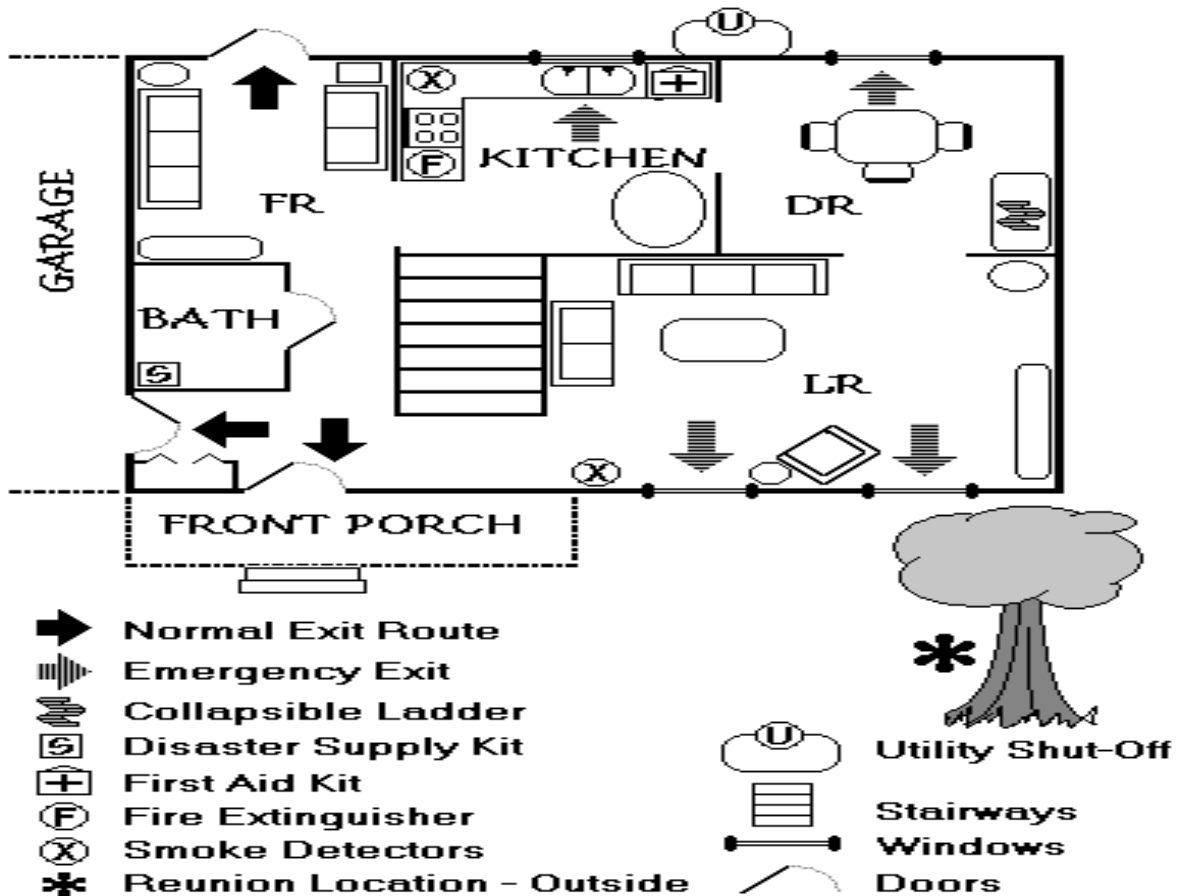 U
X
KITCHEN
F
GARAGE
FR
DR
BATH
S
LR
X
FRONT PORCH
Normal Exit Route
Emergency Exit
Collapsible Ladder
S Disaster Supply Kit
First Aid Kit
F Fire Extinguisher
X Smoke Detectors
Reunion Location - Outside
U Utility Shut-Off
Stairways
Windows
Doors